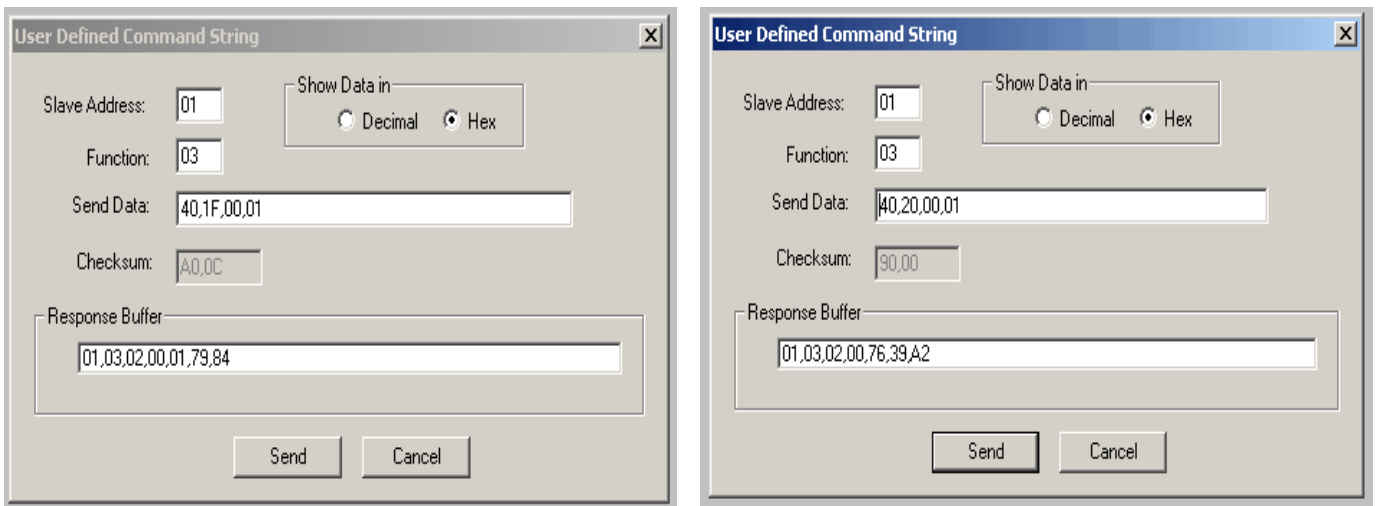 User Defined Command String
Slave Address: 01
Show Data in
Decimal Hex
Function: 03
Send Data: 40,1F,00,01
Checksum: A0,0C
Response Buffer
01,03,02,00,01,79,84
Send Cancel
User Defined Command String
Slave Address: 01
Show Data in
Decimal Hex
Function: 03
Send Data: 40,20,00,01
Checksum: 90,00
Response Buffer
01,03,02,00,76,39,A2
Send Cancel